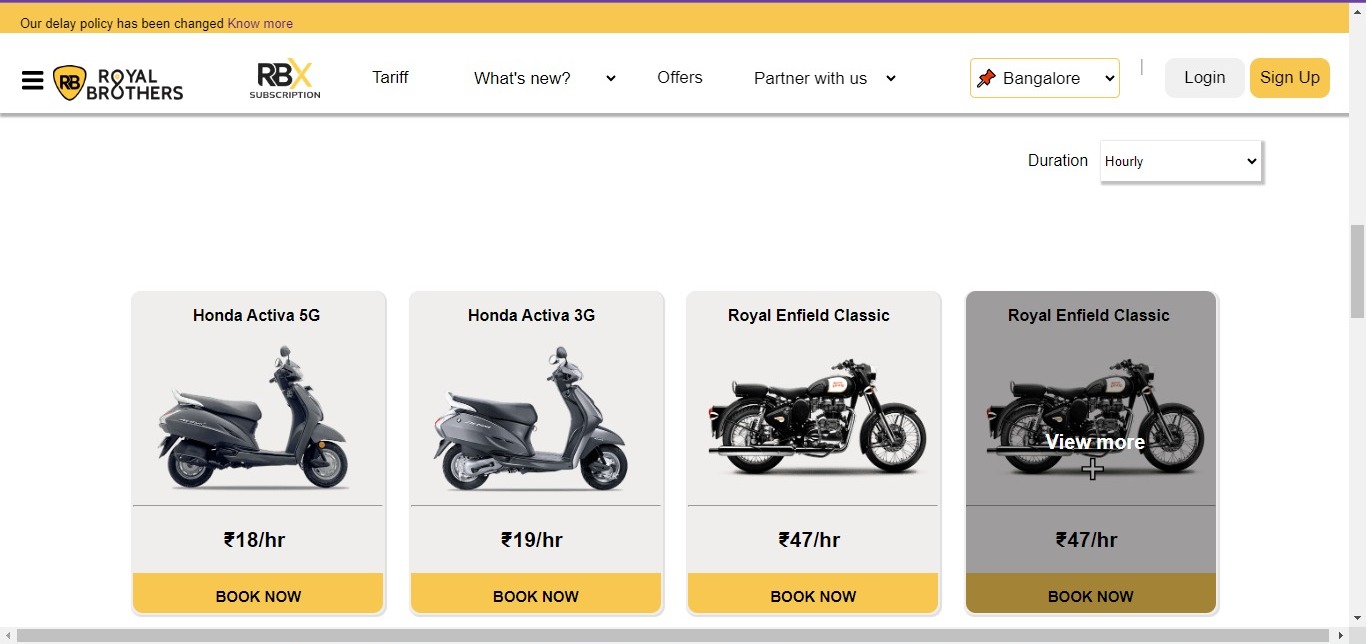 Our delay policy has been changed Know more
RB ROYAL BROTHERS
RBX SUBSCRIPTION
Tariff
What's new?
Offers
Partner with us
Bangalore
Login
Sign Up
Duration
Hourly
Honda Activa 5G
Honda Activa 3G
Royal Enfield Classic
Royal Enfield Classic
View more
₹18/hr
₹19/hr
₹47/hr
₹47/hr
BOOK NOW
BOOK NOW
BOOK NOW
BOOK NOW